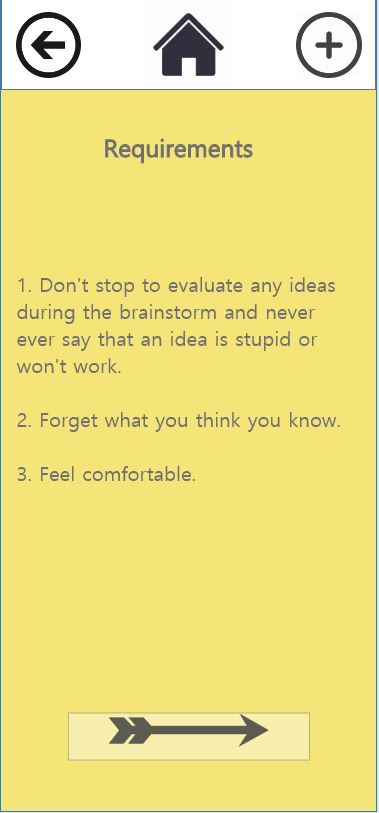 Requirements
1. Don't stop to evaluate any ideas
during the brainstorm and never
ever say that an idea is stupid or
won't work.
2. Forget what you think you know.
3. Feel comfortable.